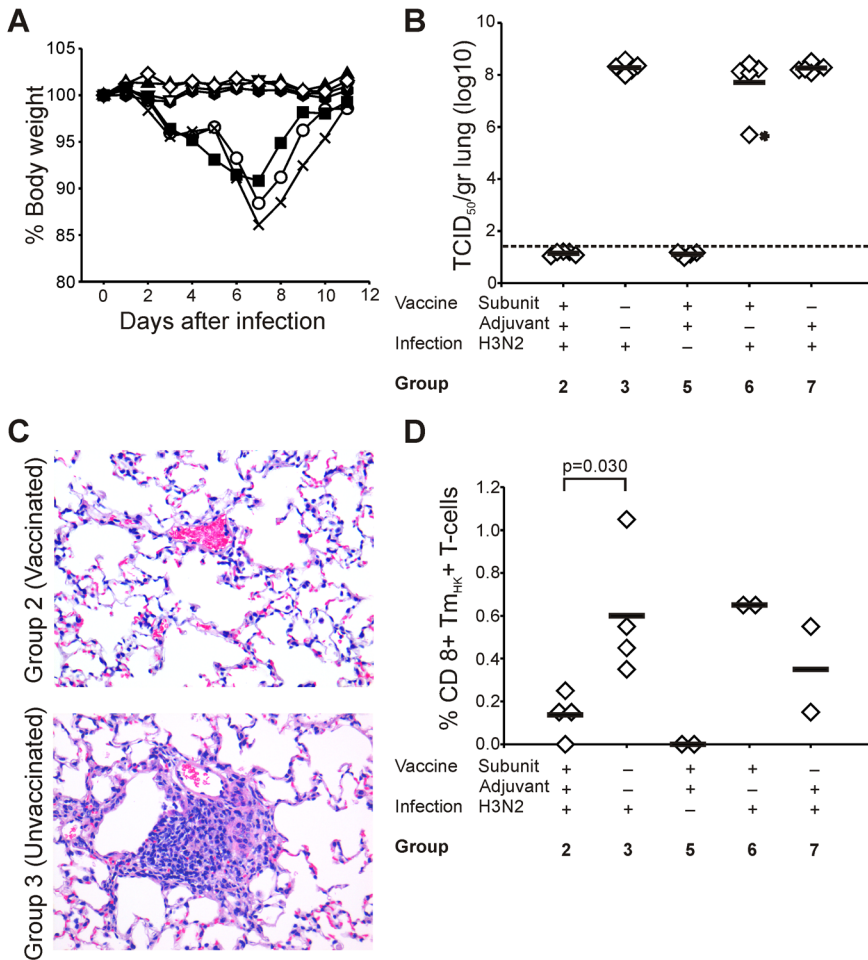 A
105
100
95
90
85
80
% Body weight
0 2 4 6 8 10 12
Days after infection
B
10
8
6
4
2
0
TCID50/gr lung (log10)
*
Vaccine Subunit + – + + –
Adjuvant + – + – +
Infection H3N2 + + – + +
Group 2 3 5 6 7
C
Group 2 (Vaccinated)
Group 3 (Unvaccinated)
D
p=0.030
1.2
1.0
0.8
0.6
0.4
0.2
0.0
% CD 8+ TmHK+ T-cells
Vaccine Subunit + – + + –
Adjuvant + – + – +
Infection H3N2 + + – + +
Group 2 3 5 6 7